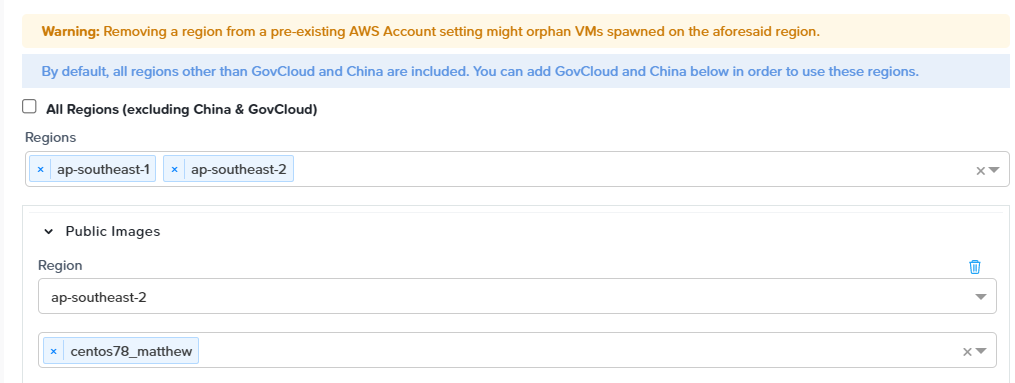 Warning: Removing a region from a pre-existing AWS Account setting might orphan VMs spawned on the aforesaid region.
By default, all regions other than GovCloud and China are included. You can add GovCloud and China below in order to use these regions.
All Regions (excluding China & GovCloud)
Regions
× ap-southeast-1 × ap-southeast-2 ×
Public Images
Region
ap-southeast-2
× centos78_matthew ×